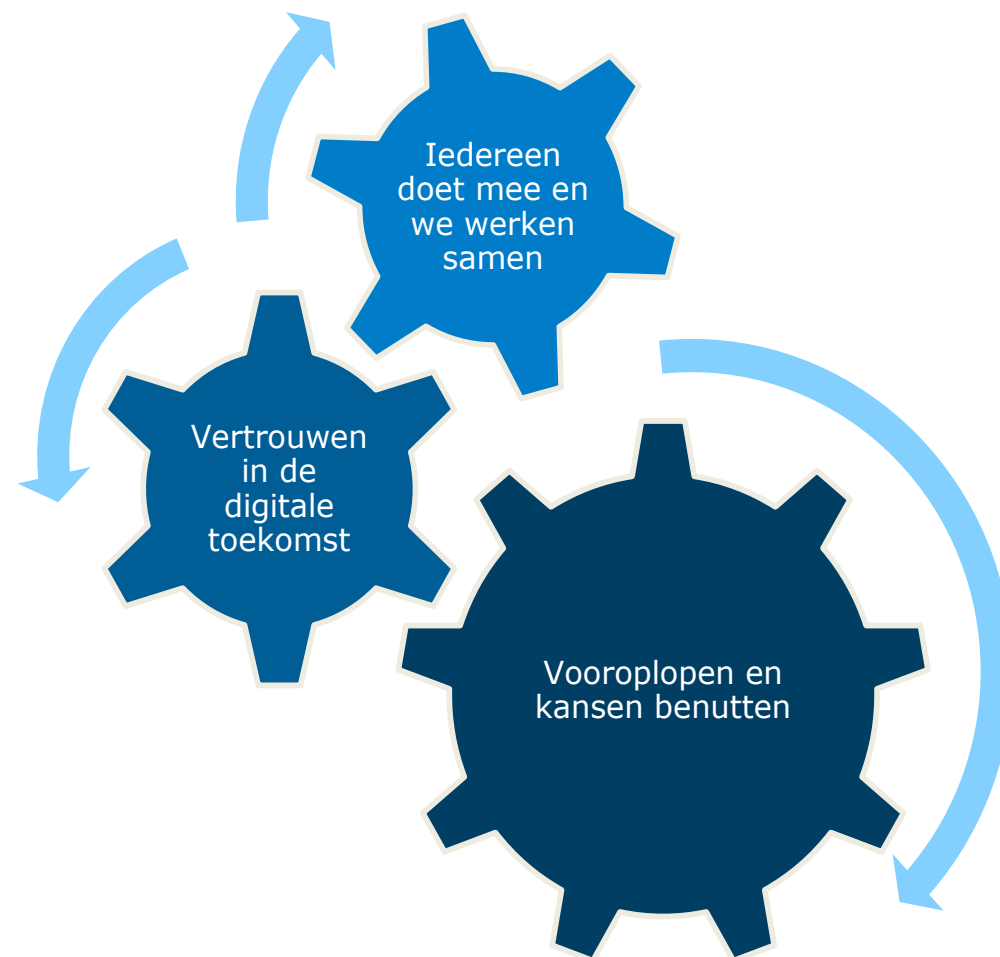 Iedereen
doet mee en
we werken
samen
Vertrouwen
in de
digitale
toekomst
Vooroplopen en
kansen benutten